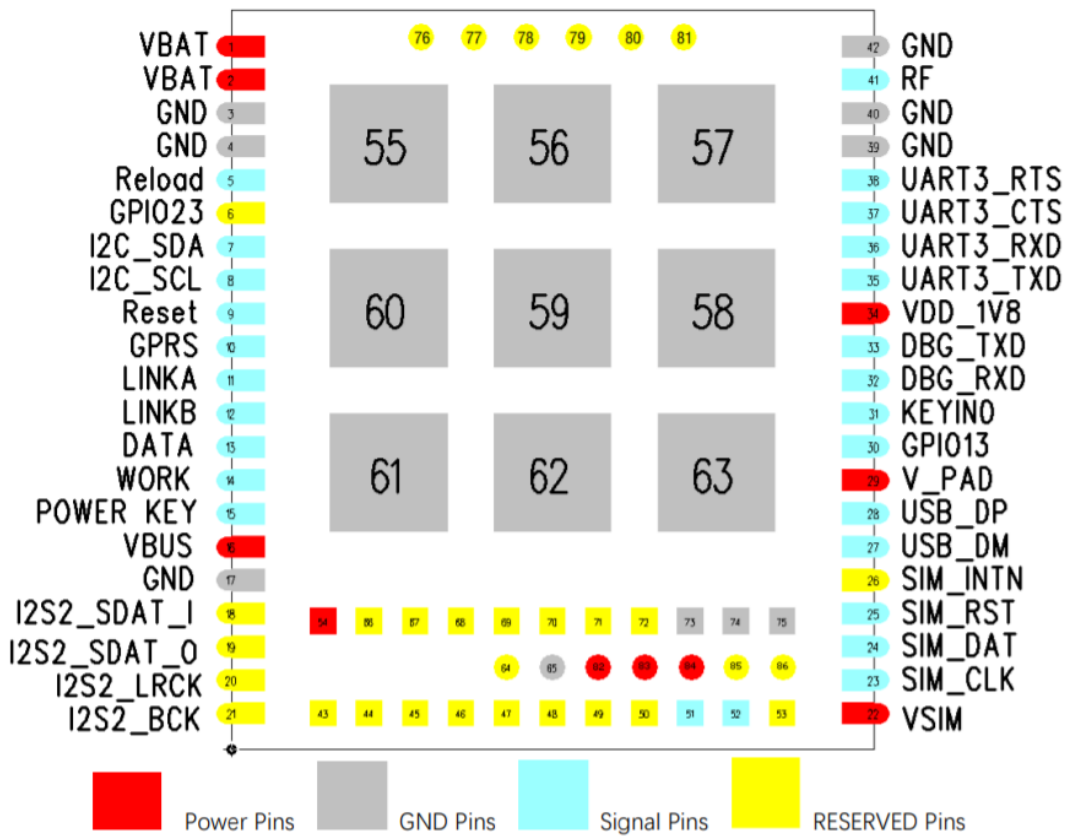 76 77 78 79 80 81
VBAT 1
VBAT 2
GND 3
GND 4
Reload 5
GPIO23 6
I2C_SDA 7
I2C_SCL 8
Reset 9
GPRS 10
LINKA 11
LINKB 12
DATA 13
WORK 14
POWER KEY 15
VBUS 16
GND 17
I2S2_SDAT_I 18
I2S2_SDAT_O 19
I2S2_LRCK 20
I2S2_BCK 21
55 56 57
60 59 58
61 62 63
54 66 67 68 69 70 71 72 73 74 75
64 65 82 83 84 85 86
43 44 45 46 47 48 49 50 51 52 53
42 GND
41 RF
40 GND
39 GND
38 UART3_RTS
37 UART3_CTS
36 UART3_RXD
35 UART3_TXD
34 VDD_1V8
33 DBG_TXD
32 DBG_RXD
31 KEYIN0
30 GPIO13
29 V_PAD
28 USB_DP
27 USB_DM
26 SIM_INTN
25 SIM_RST
24 SIM_DAT
23 SIM_CLK
22 VSIM
Power Pins GND Pins Signal Pins RESERVED Pins